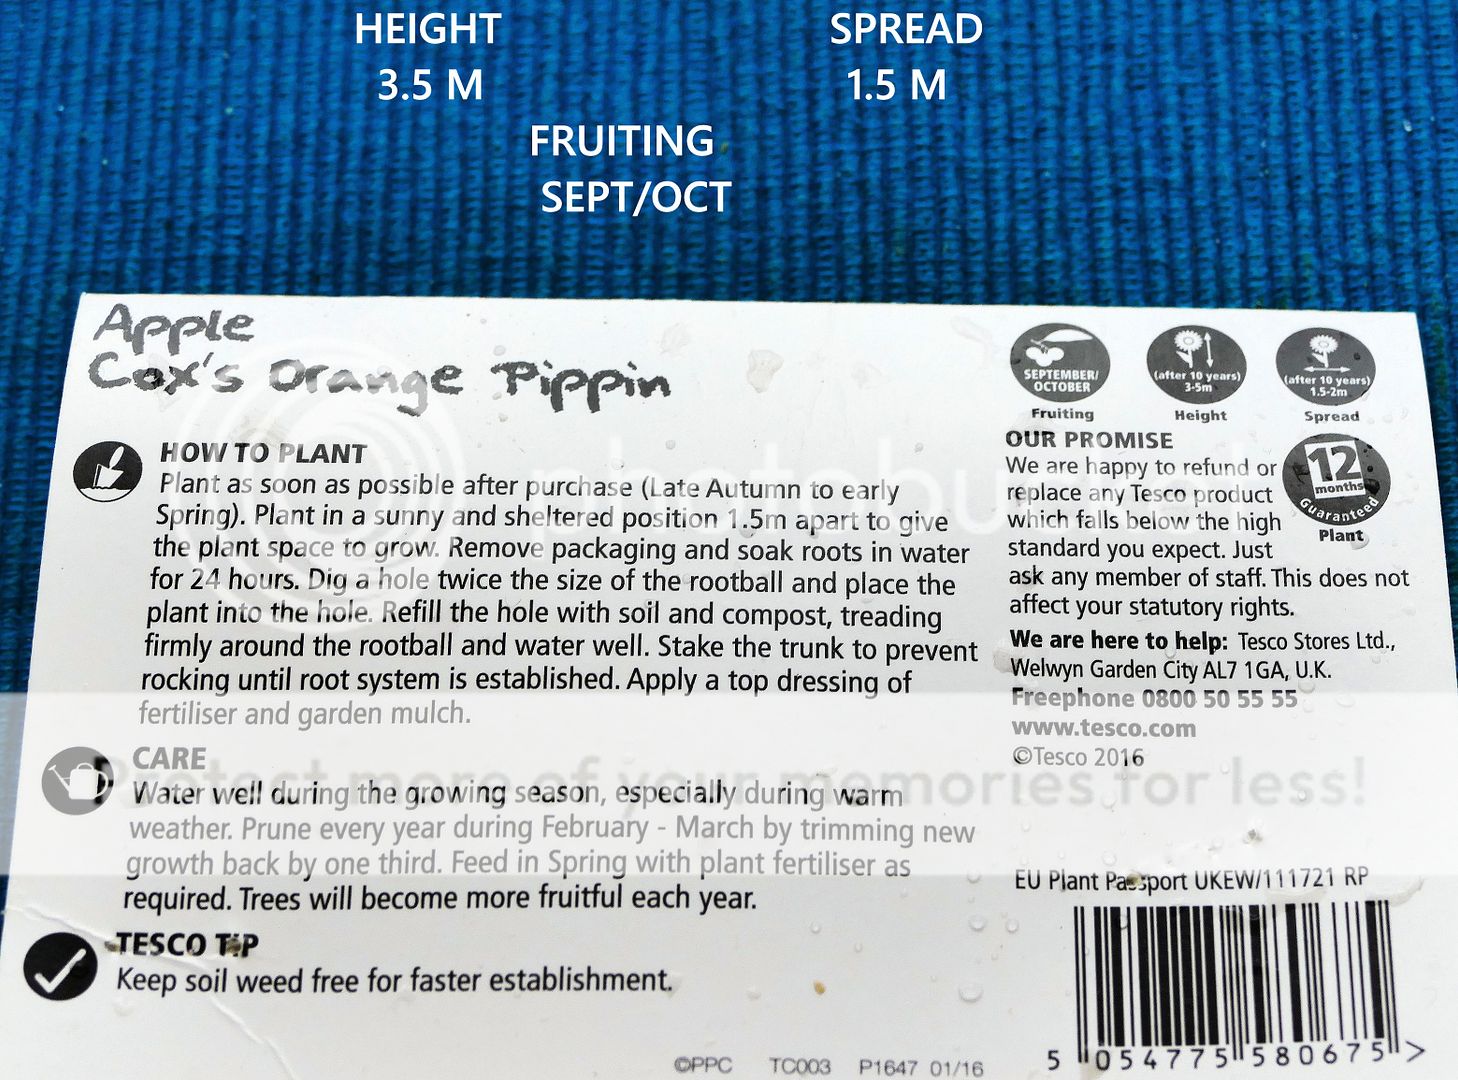 HEIGHT SPREAD
3.5 M 1.5 M
FRUITING
SEPT/OCT
Apple
Cox's Orange Pippin
SEPTEMBER/
OCTOBER
Fruiting
(after 10 years)
3-5m
Height
(after 10 years)
1.5-2m
Spread
HOW TO PLANT
Plant as soon as possible after purchase (Late Autumn to early
Spring). Plant in a sunny and sheltered position 1.5m apart to give
the plant space to grow. Remove packaging and soak roots in water
for 24 hours. Dig a hole twice the size of the rootball and place the
plant into the hole. Refill the hole with soil and compost, treading
firmly around the rootball and water well. Stake the trunk to prevent
rocking until root system is established. Apply a top dressing of
fertiliser and garden mulch.
CARE
Water well during the growing season, especially during warm
weather. Prune every year during February - March by trimming new
growth back by one third. Feed in Spring with plant fertiliser as
required. Trees will become more fruitful each year.
TESCO TIP
Keep soil weed free for faster establishment.
OUR PROMISE
We are happy to refund or
replace any Tesco product
which falls below the high
standard you expect. Just
ask any member of staff. This does not
affect your statutory rights.
12
months
Guaranteed
Plant
We are here to help: Tesco Stores Ltd.,
Welwyn Garden City AL7 1GA, U.K.
Freephone 0800 50 55 55
www.tesco.com
©Tesco 2016
EU Plant Passport UKEW/111721 RP
5 054775 580675 >
©PPC TC003 P1647 01/16
photobucket
Protect more of your memories for less!